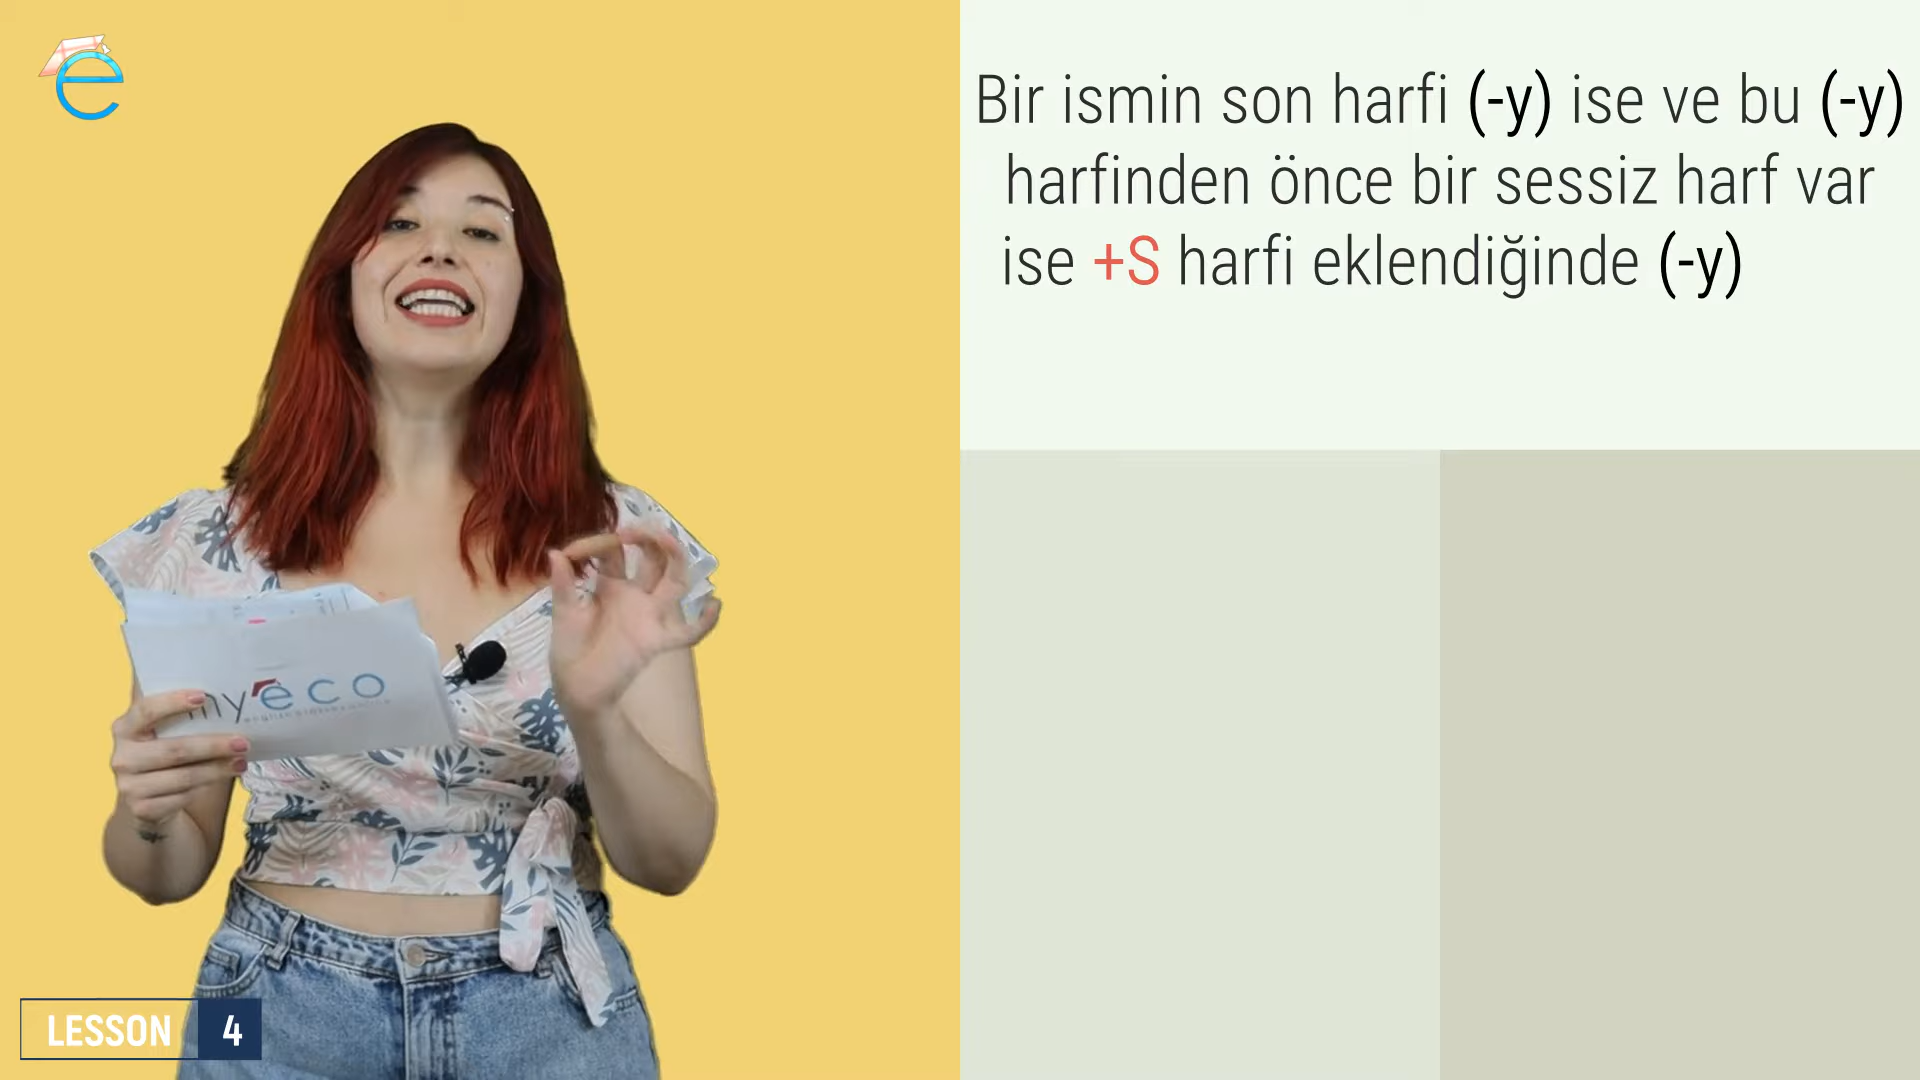 e
Bir ismin son harfi (-y) ise ve bu (-y)
harfinden önce bir sessiz harf var
ise +S harfi eklendiğinde (-y)
myeco
LESSON 4